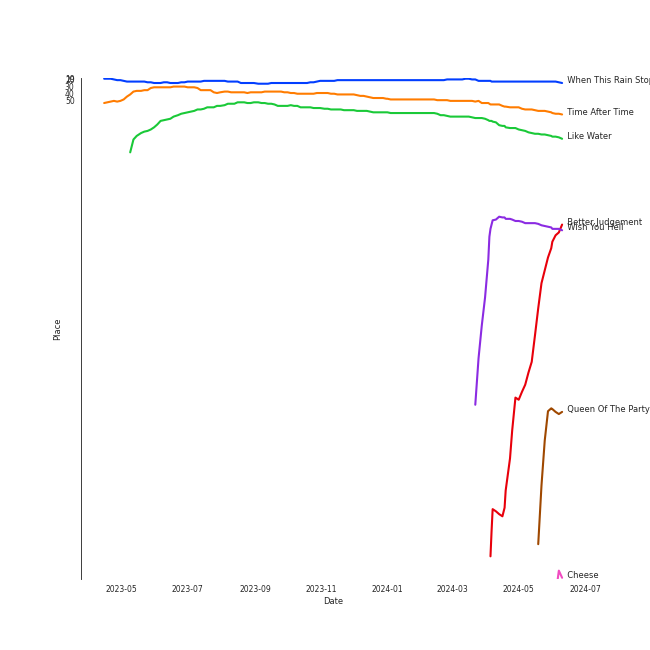 30
40
50
When This Rain Stop
Time After Time
Like Water
Better Judgement
Wish You Hell
Queen Of The Party
Cheese
Place
2023-05 2023-07 2023-09 2023-11 2024-01 2024-03 2024-05 2024-07
Date